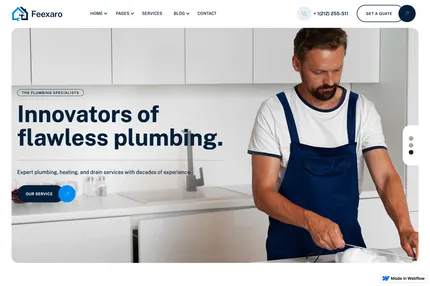 Feexaro
HOME PAGES SERVICES BLOG CONTACT
+ 1(212) 255-511
GET A QUOTE
THE PLUMBING SPECIALISTS
Innovators of
flawless plumbing.
Expert plumbing, heating, and drain services with decades of experience.
OUR SERVICE
Made in Webflow